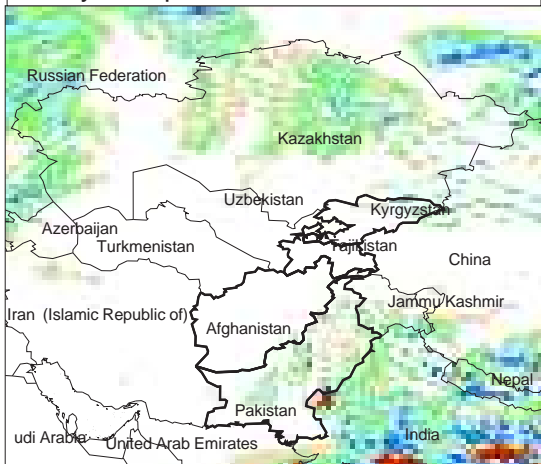 Russian Federation
Kazakhstan
Uzbekistan
Kyrgyzstan
Azerbaijan
Turkmenistan
Tajikistan
China
Jammu Kashmir
Iran (Islamic Republic of)
Afghanistan
Nepal
Pakistan
udi Arabia
United Arab Emirates
India